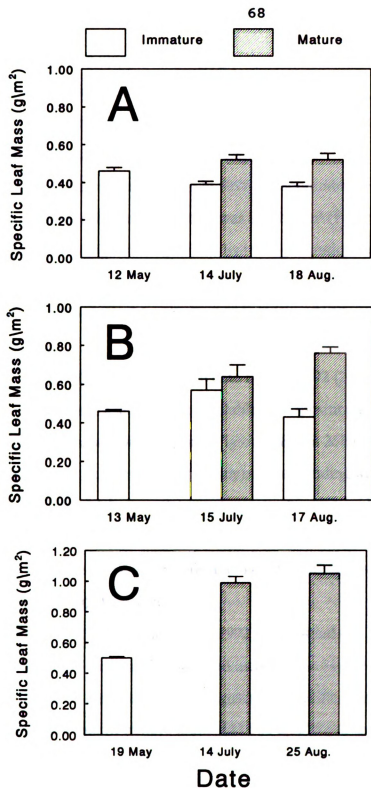 68
Immature Mature
A
Specific Leaf Mass (g\m²)
1.00
0.80
0.60
0.40
0.20
0.00
12 May 14 July 18 Aug.
B
Specific Leaf Mass (g\m²)
1.00
0.80
0.60
0.40
0.20
0.00
13 May 15 July 17 Aug.
C
Specific Leaf Mass (g\m²)
1.20
1.00
0.80
0.60
0.40
0.20
0.00
19 May 14 July 25 Aug.
Date